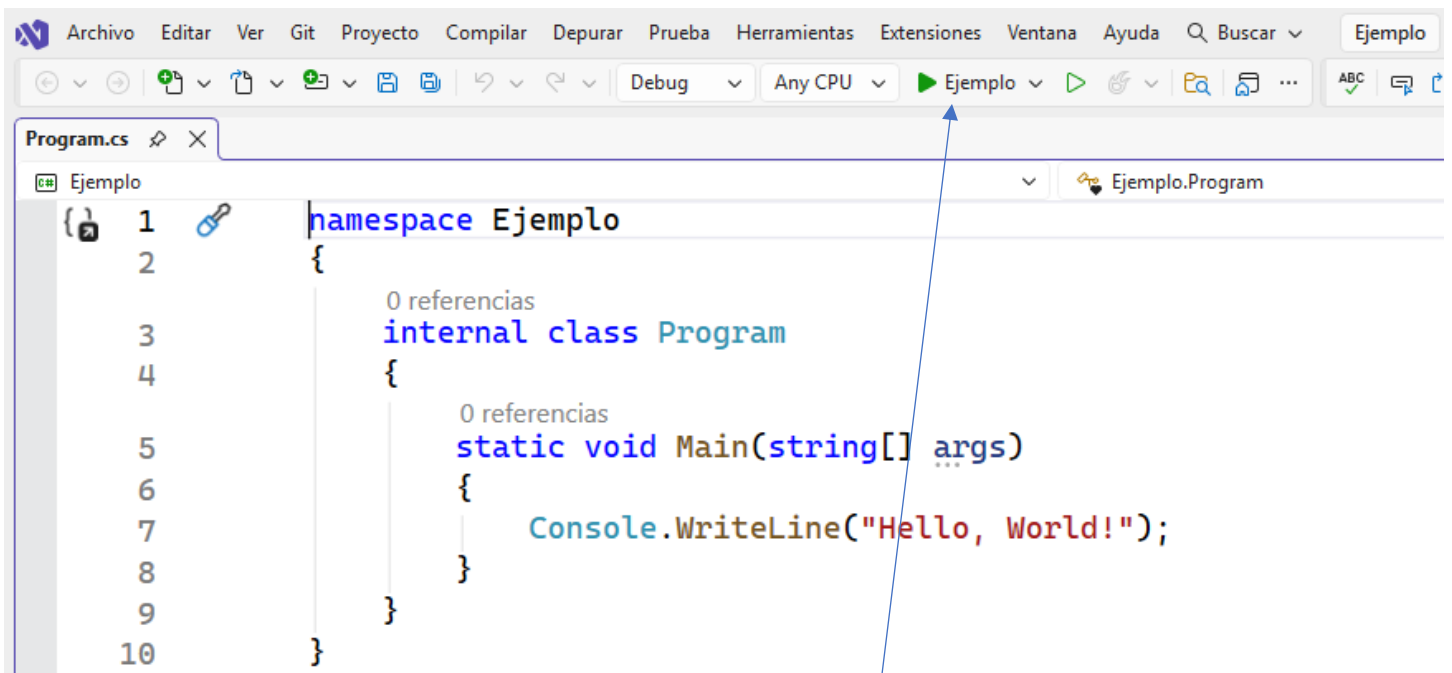 Archivo Editar Ver Git Proyecto Compilar Depurar Prueba Herramientas Extensiones Ventana Ayuda Buscar Ejemplo
Debug Any CPU Ejemplo ... ABC
Program.cs
C# Ejemplo Ejemplo.Program
1 namespace Ejemplo
2 {
0 referencias
3 internal class Program
4 {
0 referencias
5 static void Main(string[] args)
6 {
7 Console.WriteLine("Hello, World!");
8 }
9 }
10 }